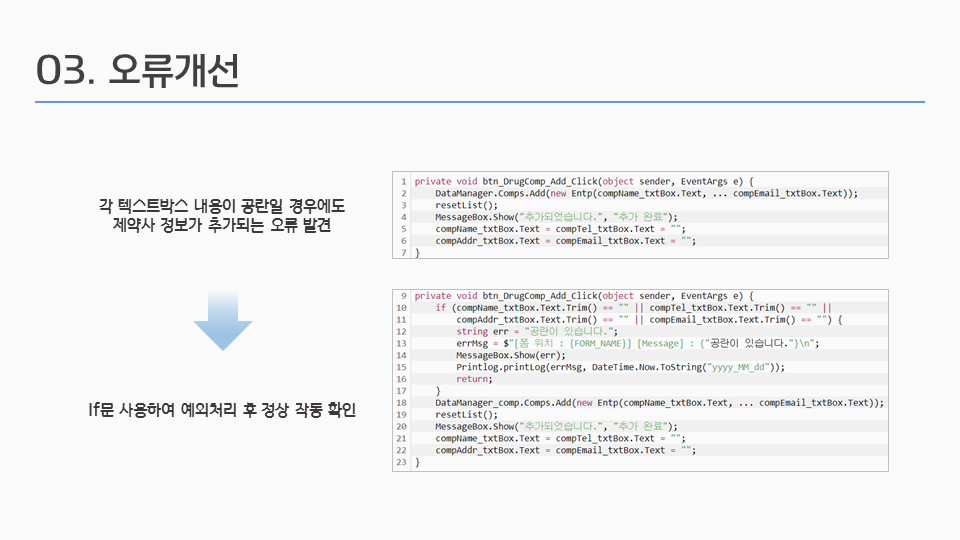 03. 오류개선
각 텍스트박스 내용이 공란일 경우에도
제약사 정보가 추가되는 오류 발견
1 private void btn_DrugComp_Add_Click(object sender, EventArgs e) {
2     DataManager.Comps.Add(new Entp(compName_txtBox.Text, ... compEmail_txtBox.Text));
3     resetList();
4     MessageBox.Show("추가되었습니다.", "추가 완료");
5     compName_txtBox.Text = compTel_txtBox.Text = "";
6     compAddr_txtBox.Text = compEmail_txtBox.Text = "";
7 }
If문 사용하여 예외처리 후 정상 작동 확인
9 private void btn_DrugComp_Add_Click(object sender, EventArgs e) {
10     if (compName_txtBox.Text.Trim() == "" || compTel_txtBox.Text.Trim() == "" ||
11         compAddr_txtBox.Text.Trim() == "" || compEmail_txtBox.Text.Trim() == "") {
12         string err = "공란이 있습니다.";
13         errMsg = $"[폼 위치 : {FORM_NAME}] [Message] : {"공란이 있습니다."}\n";
14         MessageBox.Show(err);
15         Printlog.printLog(errMsg, DateTime.Now.ToString("yyyy_MM_dd"));
16         return;
17     }
18     DataManager_comp.Comps.Add(new Entp(compName_txtBox.Text, ... compEmail_txtBox.Text));
19     resetList();
20     MessageBox.Show("추가되었습니다.", "추가 완료");
21     compName_txtBox.Text = compTel_txtBox.Text = "";
22     compAddr_txtBox.Text = compEmail_txtBox.Text = "";
23 }